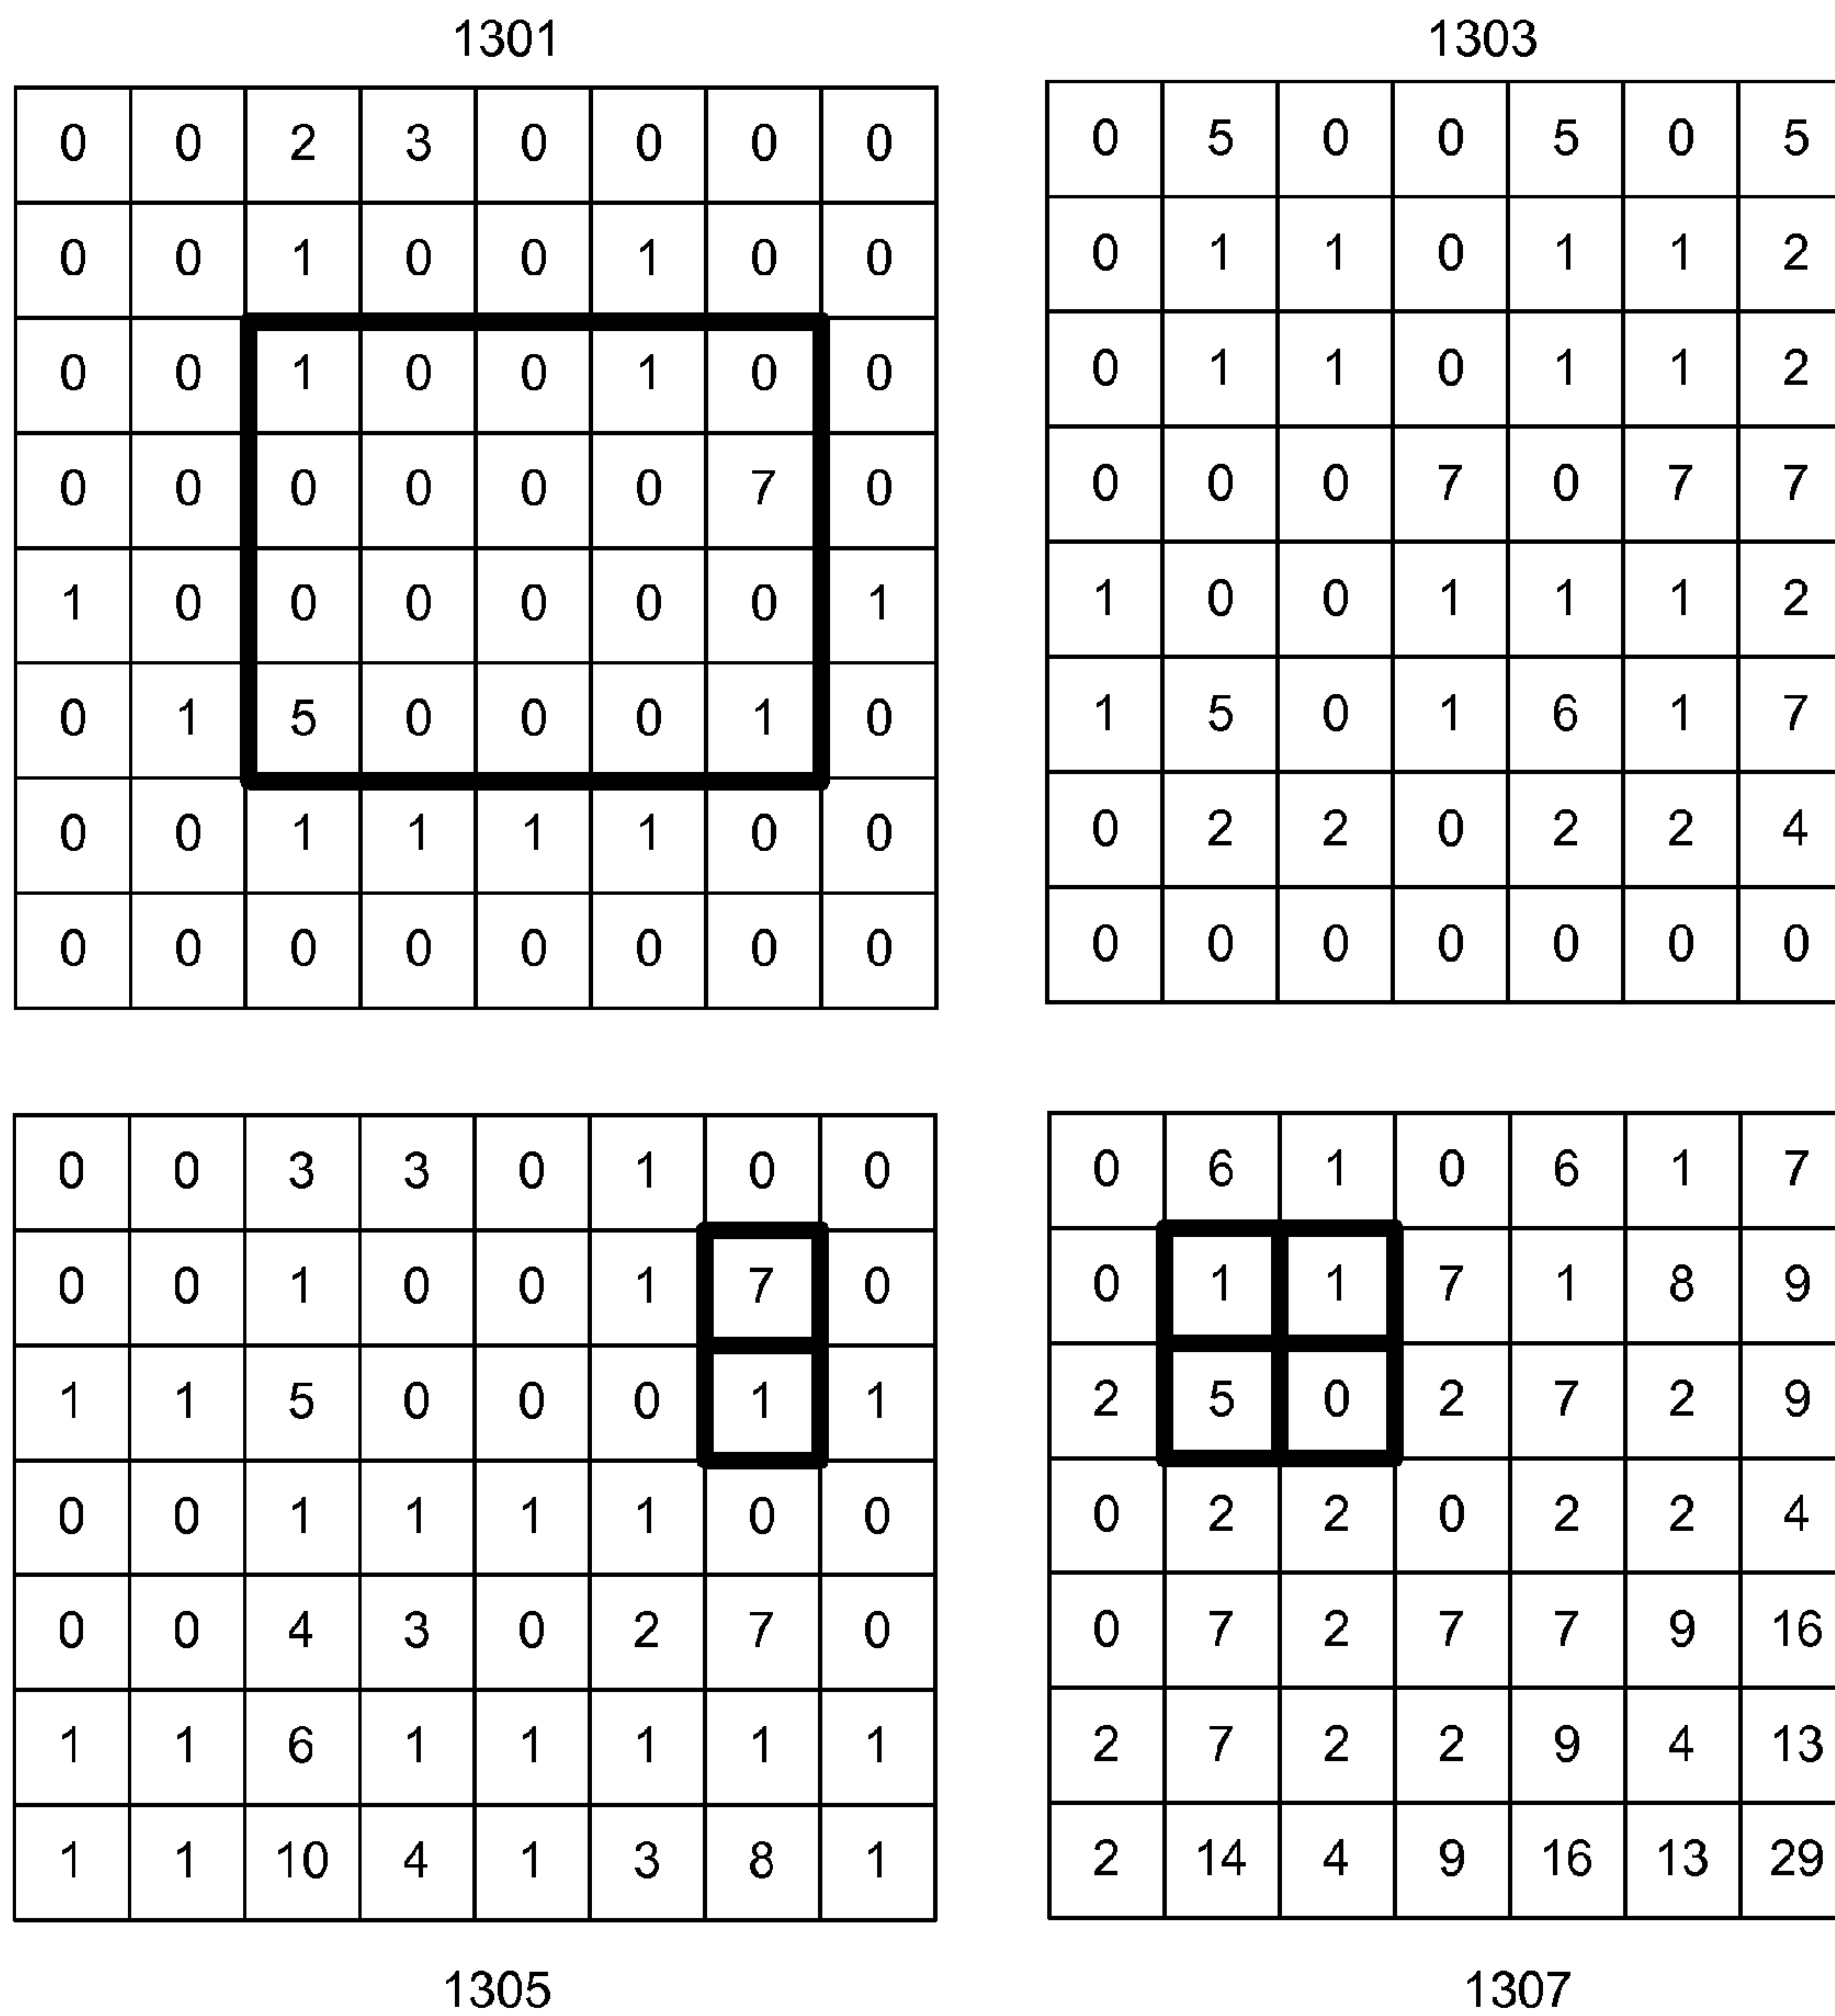 1301
0 0 2 3 0 0 0 0
0 0 1 0 0 1 0 0
0 0 1 0 0 1 0 0
0 0 0 0 0 0 7 0
1 0 0 0 0 0 0 1
0 1 5 0 0 0 1 0
0 0 1 1 1 1 0 0
0 0 0 0 0 0 0 0
1303
0 5 0 0 5 0 5
0 1 1 0 1 1 2
0 1 1 0 1 1 2
0 0 0 7 0 7 7
1 0 0 1 1 1 2
1 5 0 1 6 1 7
0 2 2 0 2 2 4
0 0 0 0 0 0 0
0 0 3 3 0 1 0 0
0 0 1 0 0 1 7 0
1 1 5 0 0 0 1 1
0 0 1 1 1 1 0 0
0 0 4 3 0 2 7 0
1 1 6 1 1 1 1 1
1 1 10 4 1 3 8 1
1305
0 6 1 0 6 1 7
0 1 1 7 1 8 9
2 5 0 2 7 2 9
0 2 2 0 2 2 4
0 7 2 7 7 9 16
2 7 2 2 9 4 13
2 14 4 9 16 13 29
1307